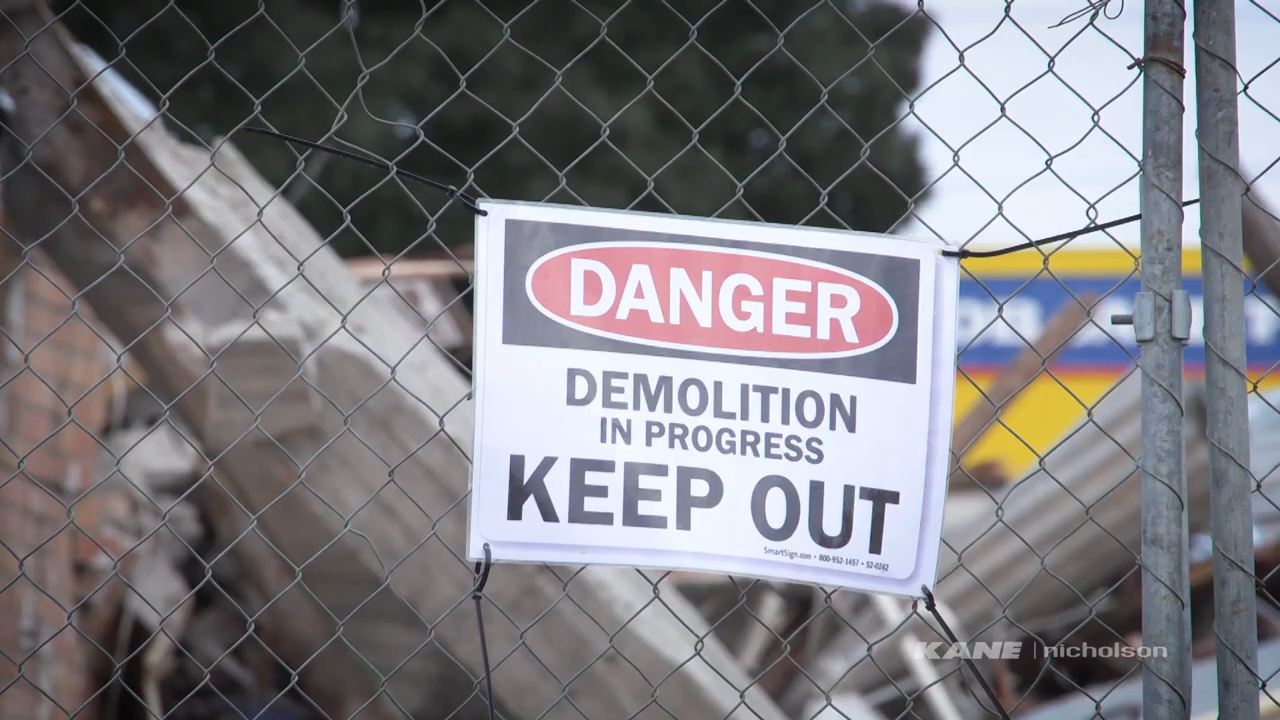 DANGER
DEMOLITION
IN PROGRESS
KEEP OUT
SmartSign.com • 800-952-1457 • S2-0242
KANE | nicholson